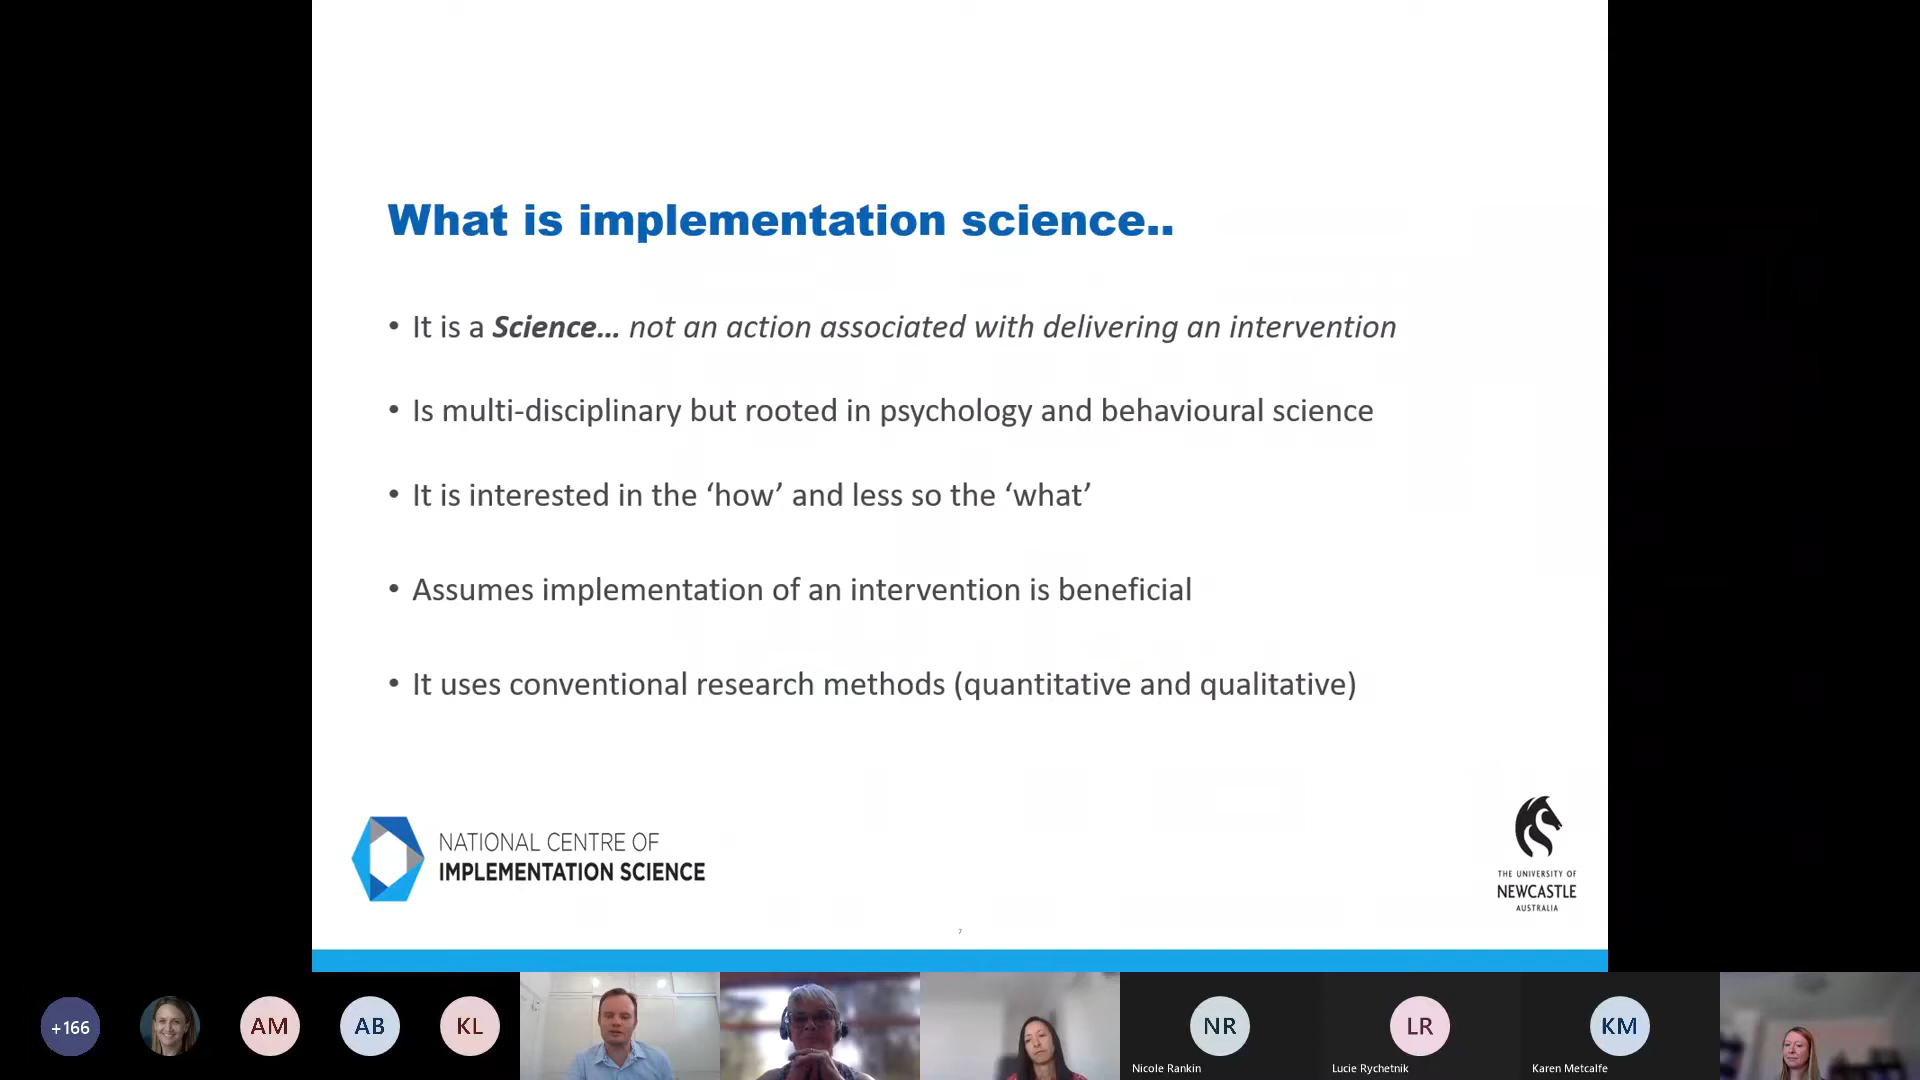 What is implementation science..
• It is a Science... not an action associated with delivering an intervention
• Is multi-disciplinary but rooted in psychology and behavioural science
• It is interested in the ‘how’ and less so the ‘what’
• Assumes implementation of an intervention is beneficial
• It uses conventional research methods (quantitative and qualitative)
NATIONAL CENTRE OF
IMPLEMENTATION SCIENCE
THE UNIVERSITY OF
NEWCASTLE
AUSTRALIA
7
+166
AM
AB
KL
NR
Nicole Rankin
LR
Lucie Rychetnik
KM
Karen Metcalfe